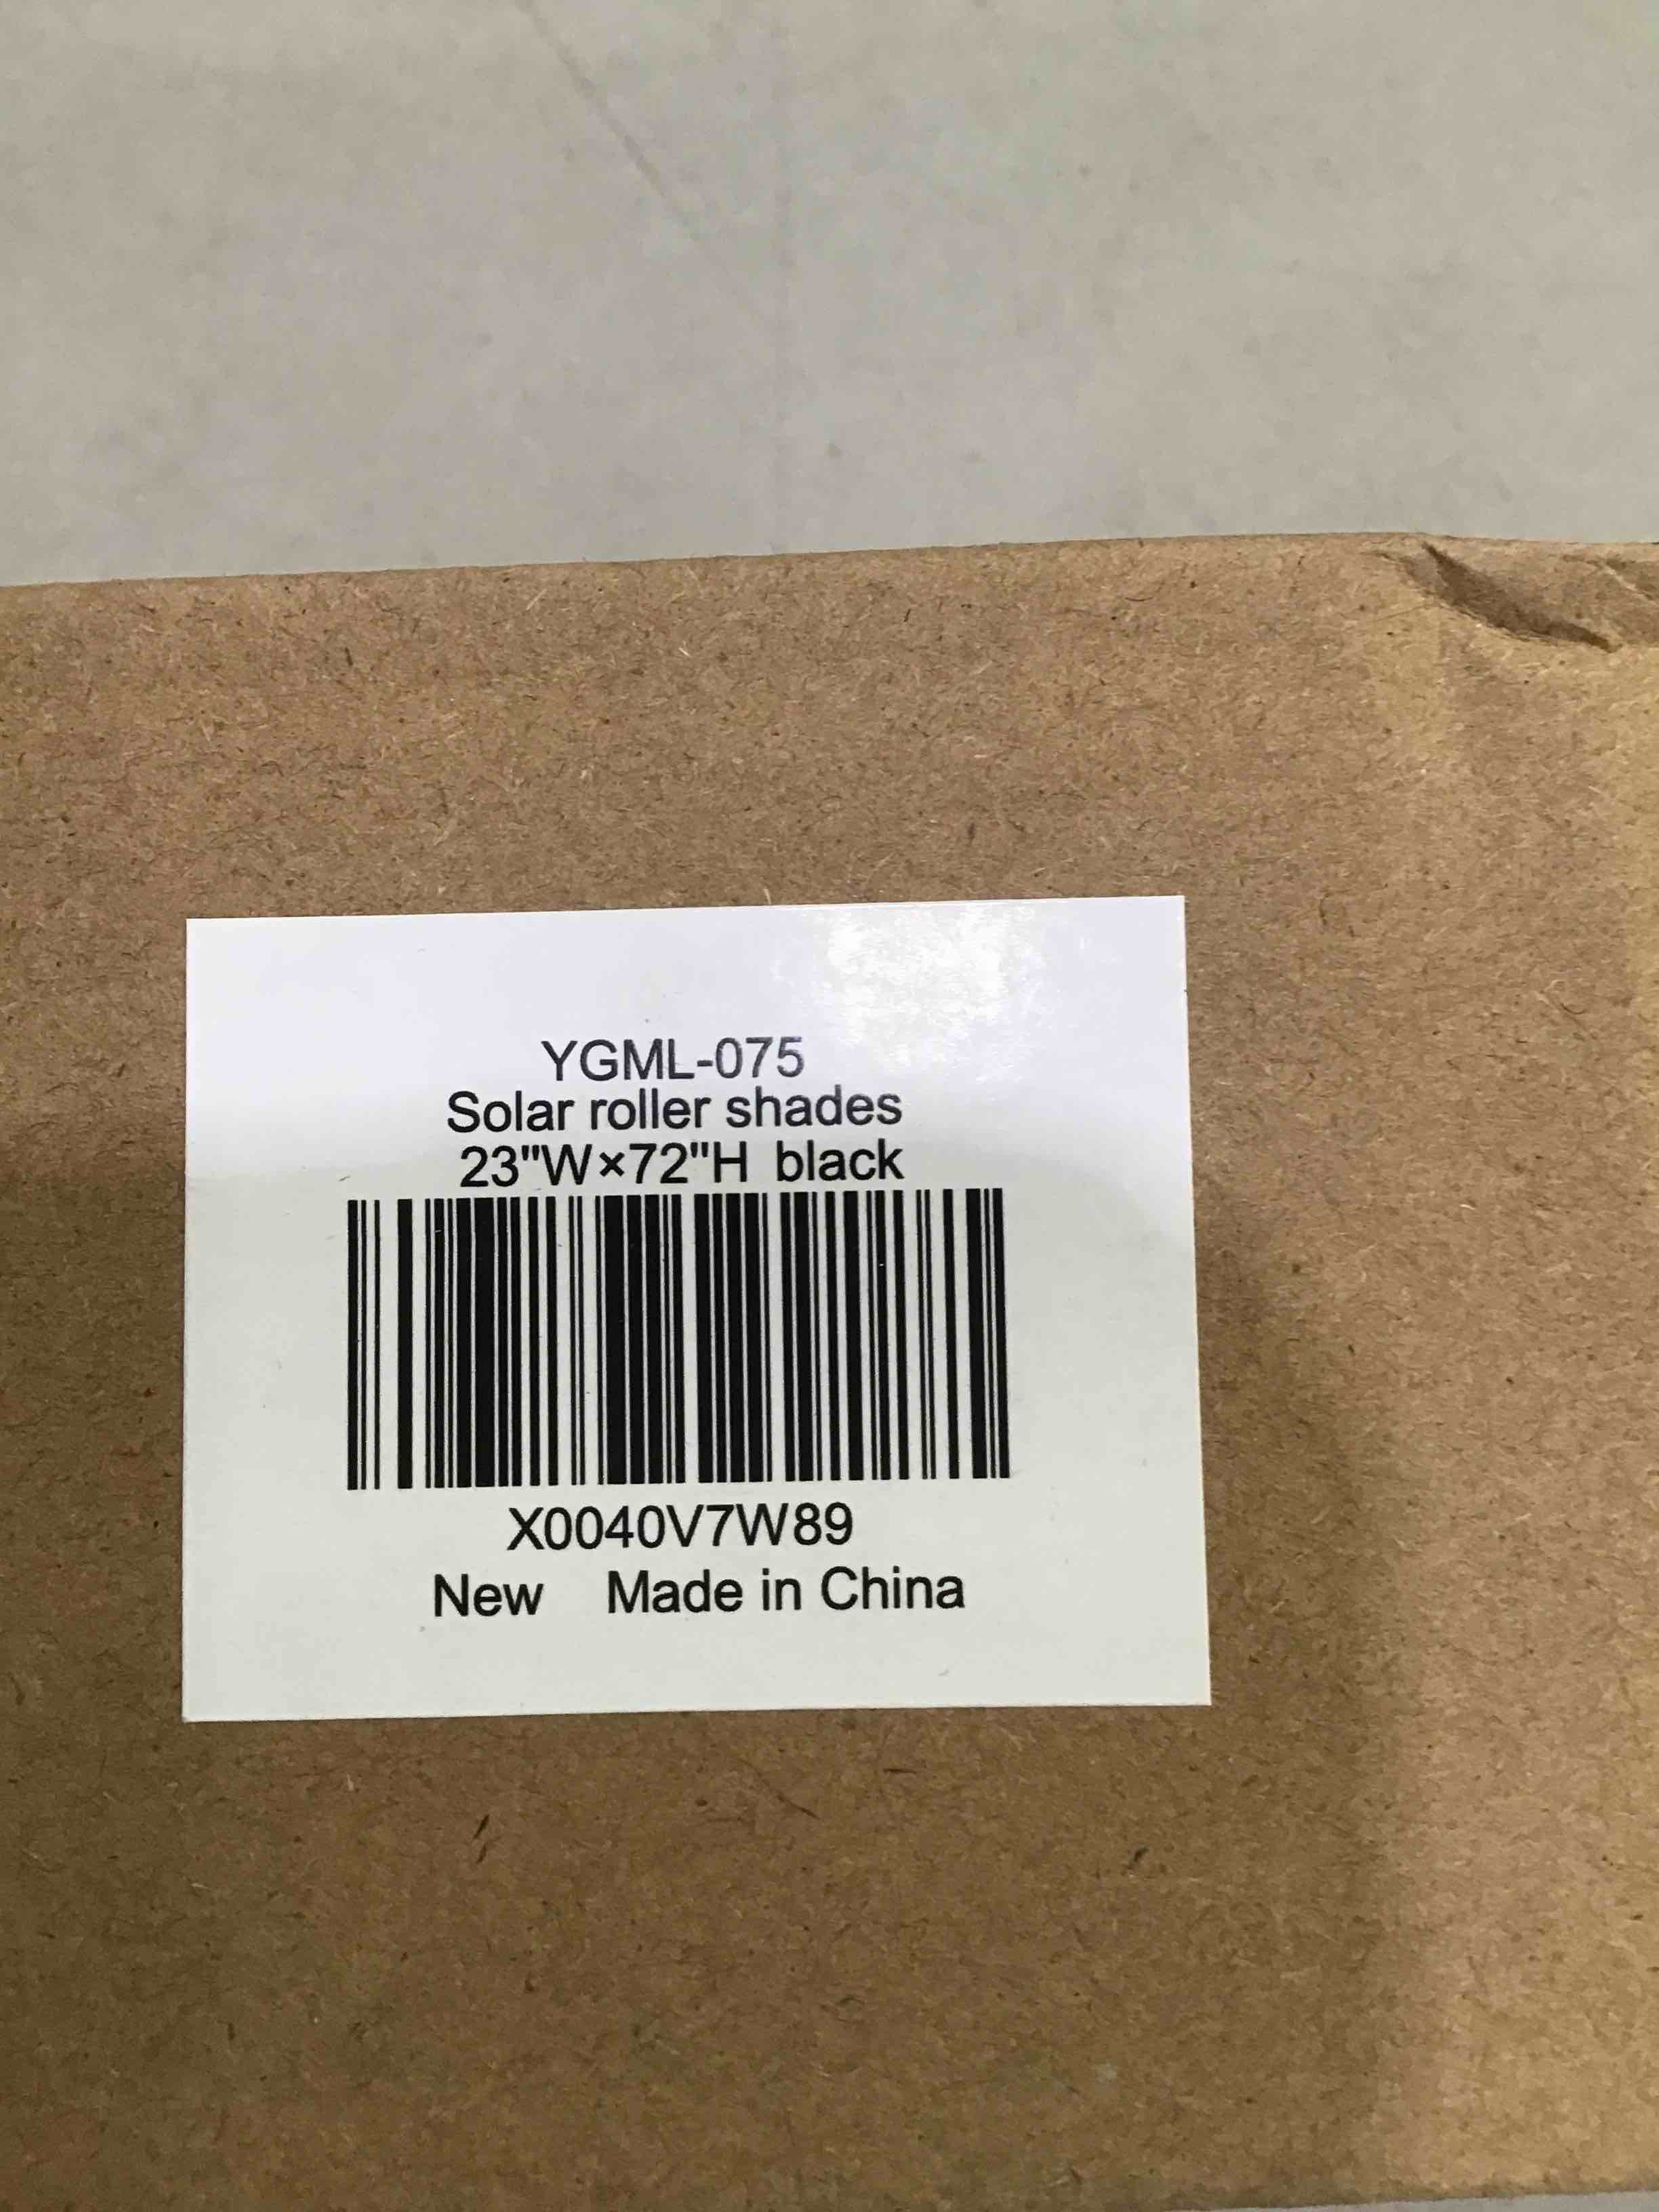 YGML-075
Solar roller shades
23"W×72"H black
X0040V7W89
New Made in China